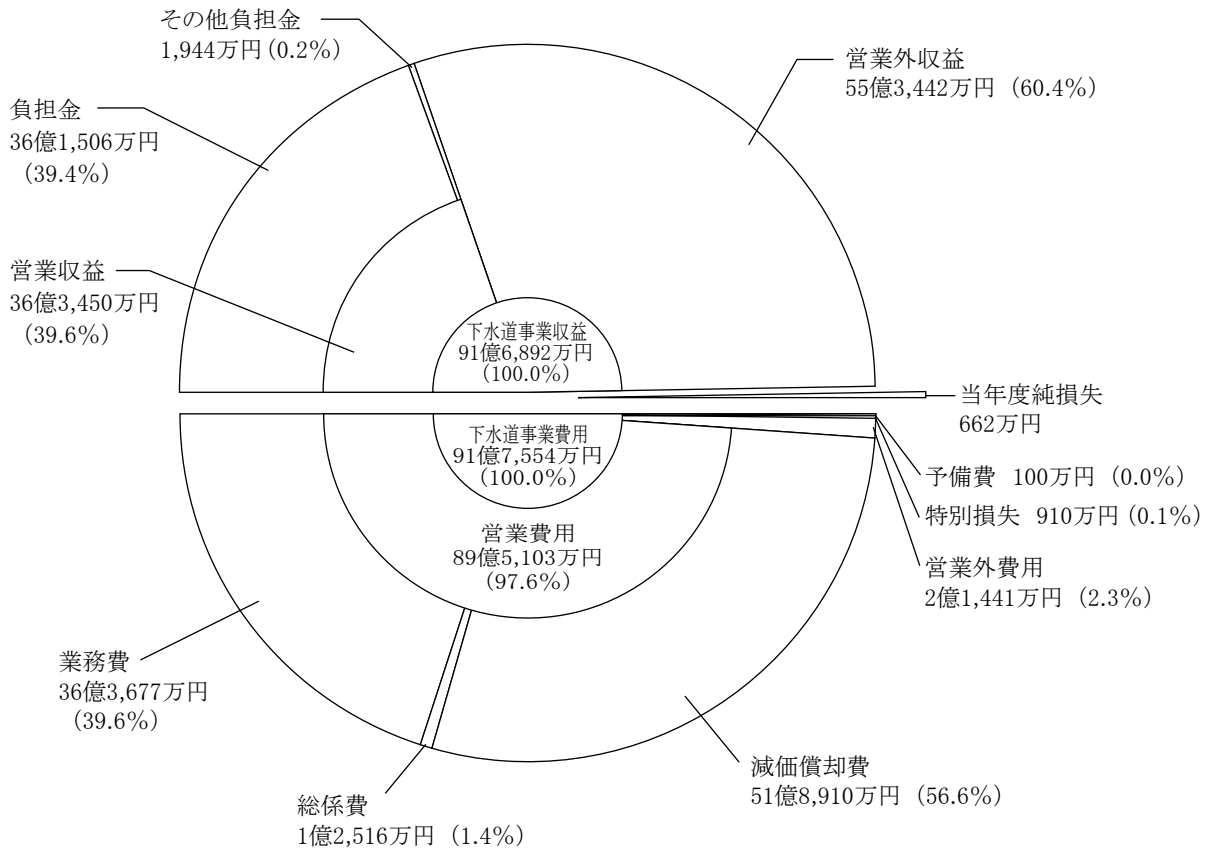 その他負担金
1,944万円（0.2％）
営業外収益
55億3,442万円（60.4％）
負担金
36億1,506万円
（39.4％）
営業収益
36億3,450万円
（39.6％）
下水道事業収益
91億6,892万円
（100.0％）
当年度純損失
662万円
下水道事業費用
91億7,554万円
（100.0％）
予備費　100万円（0.0％）
特別損失　910万円（0.1％）
営業外費用
2億1,441万円（2.3％）
営業費用
89億5,103万円
（97.6％）
業務費
36億3,677万円
（39.6％）
減価償却費
51億8,910万円（56.6％）
総係費
1億2,516万円（1.4％）